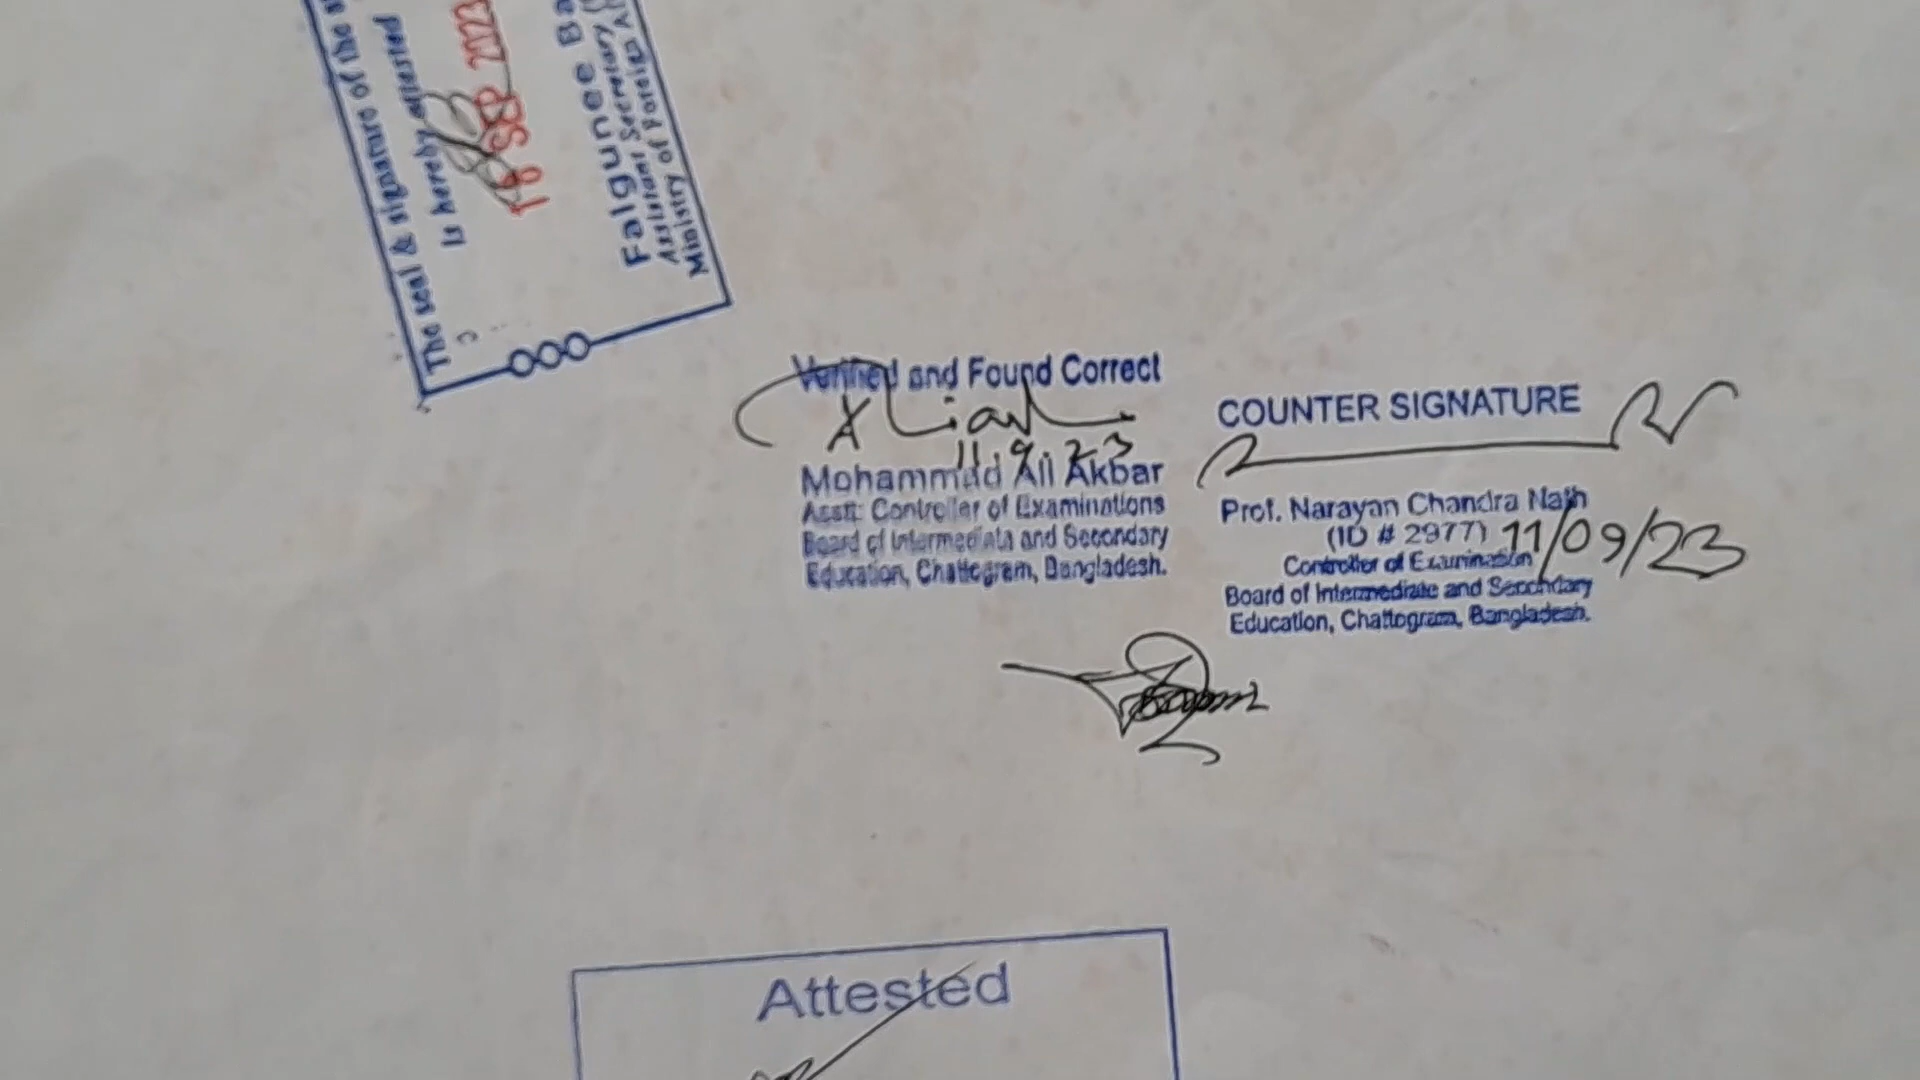 The seal & signature of the
Is hereby attested
18 SEP 2023
Falgunee Ba
Assistant Secretary
Ministry of Foreign A
Verified and Found Correct
11.9.23
Mohammad Ali Akbar
Asstt. Controller of Examinations
Board of Intermediate and Secondary
Education, Chattogram, Bangladesh.
COUNTER SIGNATURE
Prof. Narayan Chandra Nath
(ID # 2977) 11/09/23
Controller of Examination
Board of Intermediate and Secondary
Education, Chattogram, Bangladesh.
Attested